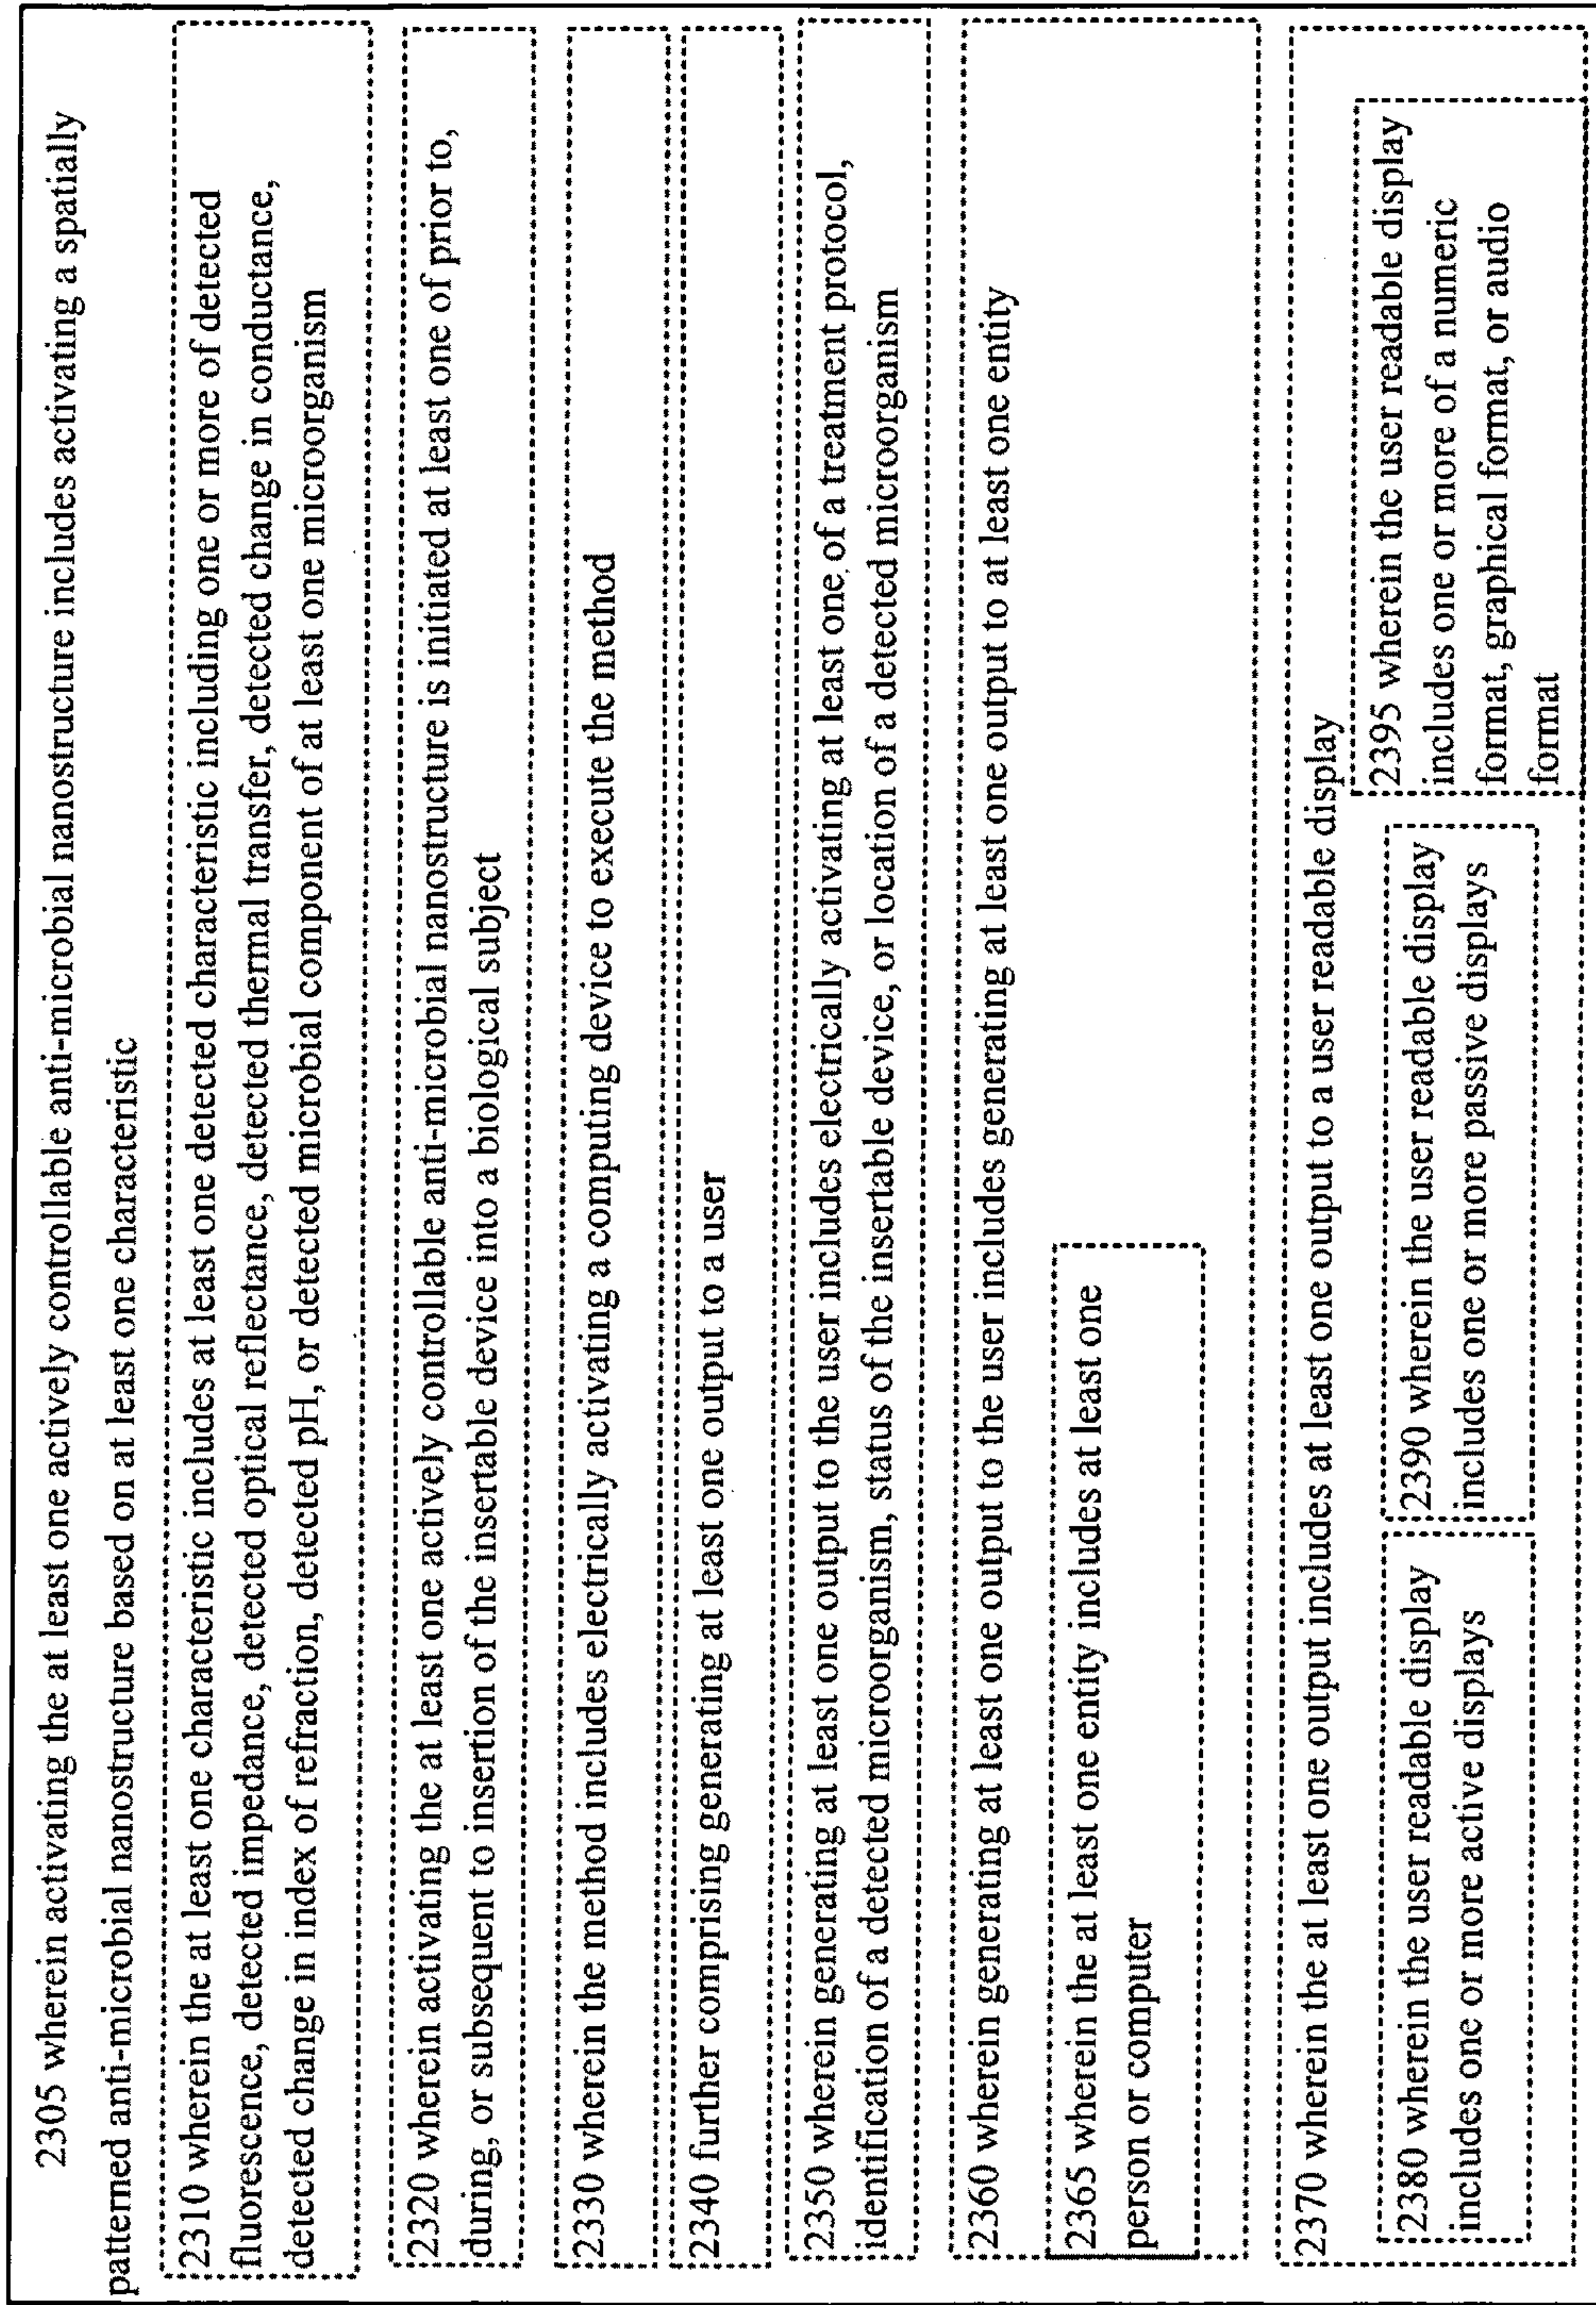 2305 wherein activating the at least one actively controllable anti-microbial nanostructure includes activating a spatially
patterned anti-microbial nanostructure based on at least one characteristic
2310 wherein the at least one characteristic includes at least one detected characteristic including one or more of detected
fluorescence, detected impedance, detected optical reflectance, detected thermal transfer, detected change in conductance,
detected change in index of refraction, detected pH, or detected microbial component of at least one microorganism
2320 wherein activating the at least one actively controllable anti-microbial nanostructure is initiated at least one of prior to,
during, or subsequent to insertion of the insertable device into a biological subject
2330 wherein the method includes electrically activating a computing device to execute the method
2340 further comprising generating at least one output to a user
2350 wherein generating at least one output to the user includes electrically activating at least one of a treatment protocol,
identification of a detected microorganism, status of the insertable device, or location of a detected microorganism
2360 wherein generating at least one output to the user includes generating at least one output to at least one entity
2365 wherein the at least one entity includes at least one
person or computer
2370 wherein the at least one output includes at least one output to a user readable display
2380 wherein the user readable display
includes one or more active displays
2390 wherein the user readable display
includes one or more passive displays
2395 wherein the user readable display
includes one or more of a numeric
format, graphical format, or audio
format